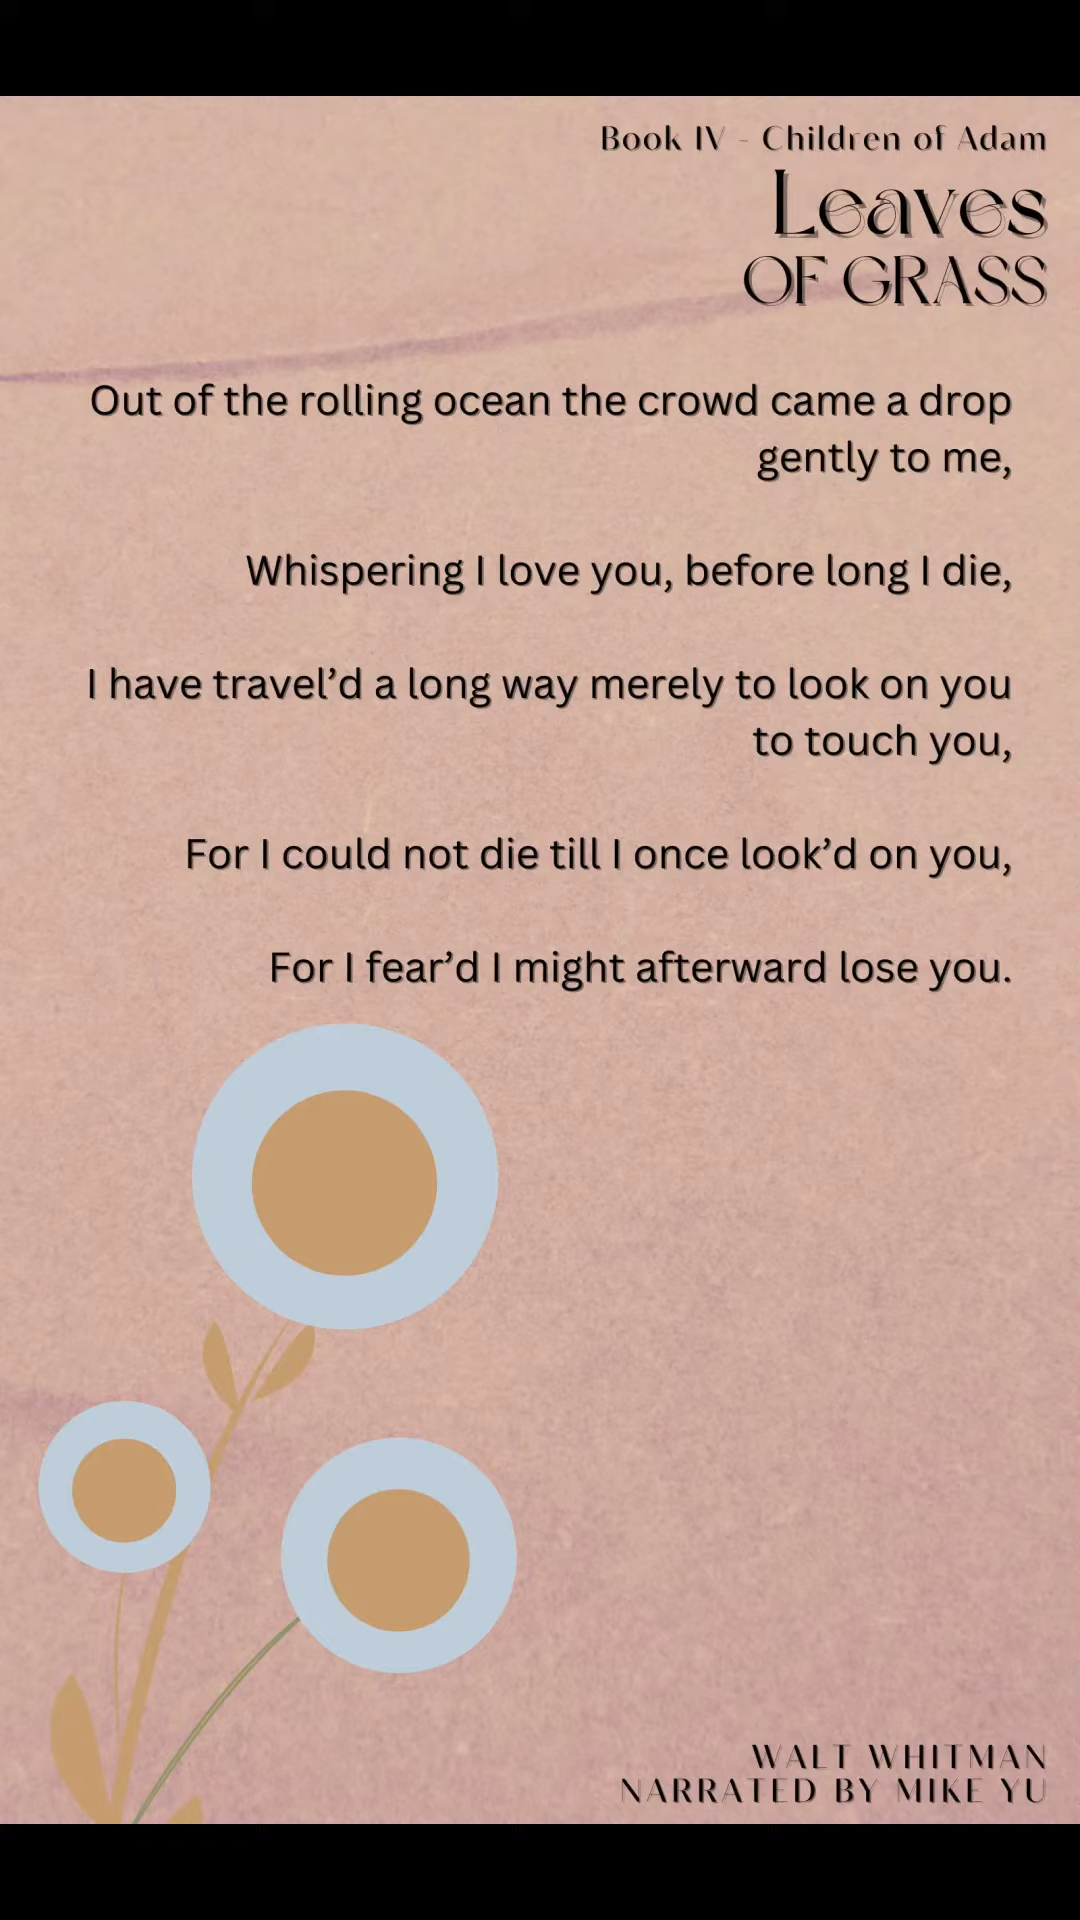 Book IV - Children of Adam
Leaves
OF GRASS
Out of the rolling ocean the crowd came a drop
gently to me,
Whispering I love you, before long I die,
I have travel’d a long way merely to look on you
to touch you,
For I could not die till I once look’d on you,
For I fear’d I might afterward lose you.
WALT WHITMAN
NARRATED BY MIKE YU